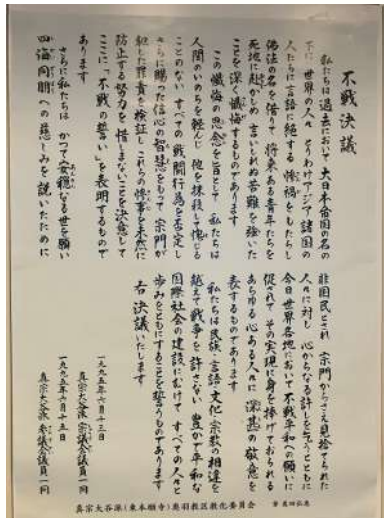 不戦決議
私たちは過去において 大日本帝国の名の
下に 世界の人々 とりわけアジア諸国の
人たちに言語に絶する惨禍をもたらし
佛法の名を借りて 将来ある青年たちを
死地に赴かしめ 言いしれぬ苦難を強いた
ことを深く懺悔するものであります
この懺悔の思念を旨として 私たちは
人間のいのちを軽んじ 他を抹殺して愧じる
ことのない すべての戦闘行為を否定し
さらに賜った信心の智慧をもって 宗門が
犯した罪責を検証し これらの惨事を未然に
防止する努力を惜しまないことを決意して
ここに「不戦の誓い」を表明するもので
あります
さらに私たちは かつて安穏なる世を願い
四海同朋への慈しみを説いたために
非国民とされ 宗門からさえ見捨てられた
人々に対し 心からなる許しを乞うとともに
今日世界各地において不戦平和への願いに
促されて その実現に身を捧げておられる
あらゆる心ある人々に 深甚の敬意を
表するものであります
私たちは民族・言語・文化・宗教の相違を
越えて戦争を許さない 豊かで平和な
国際社会の建設にむけて すべての人々と
歩みをともにすることを誓うものであります
右決議いたします
一九九五年六月十三日
真宗大谷派 宗議会議員一同
一九九五年六月十五日
真宗大谷派 参議会議員一同
真宗大谷派(東本願寺)奥羽教区教化委員会